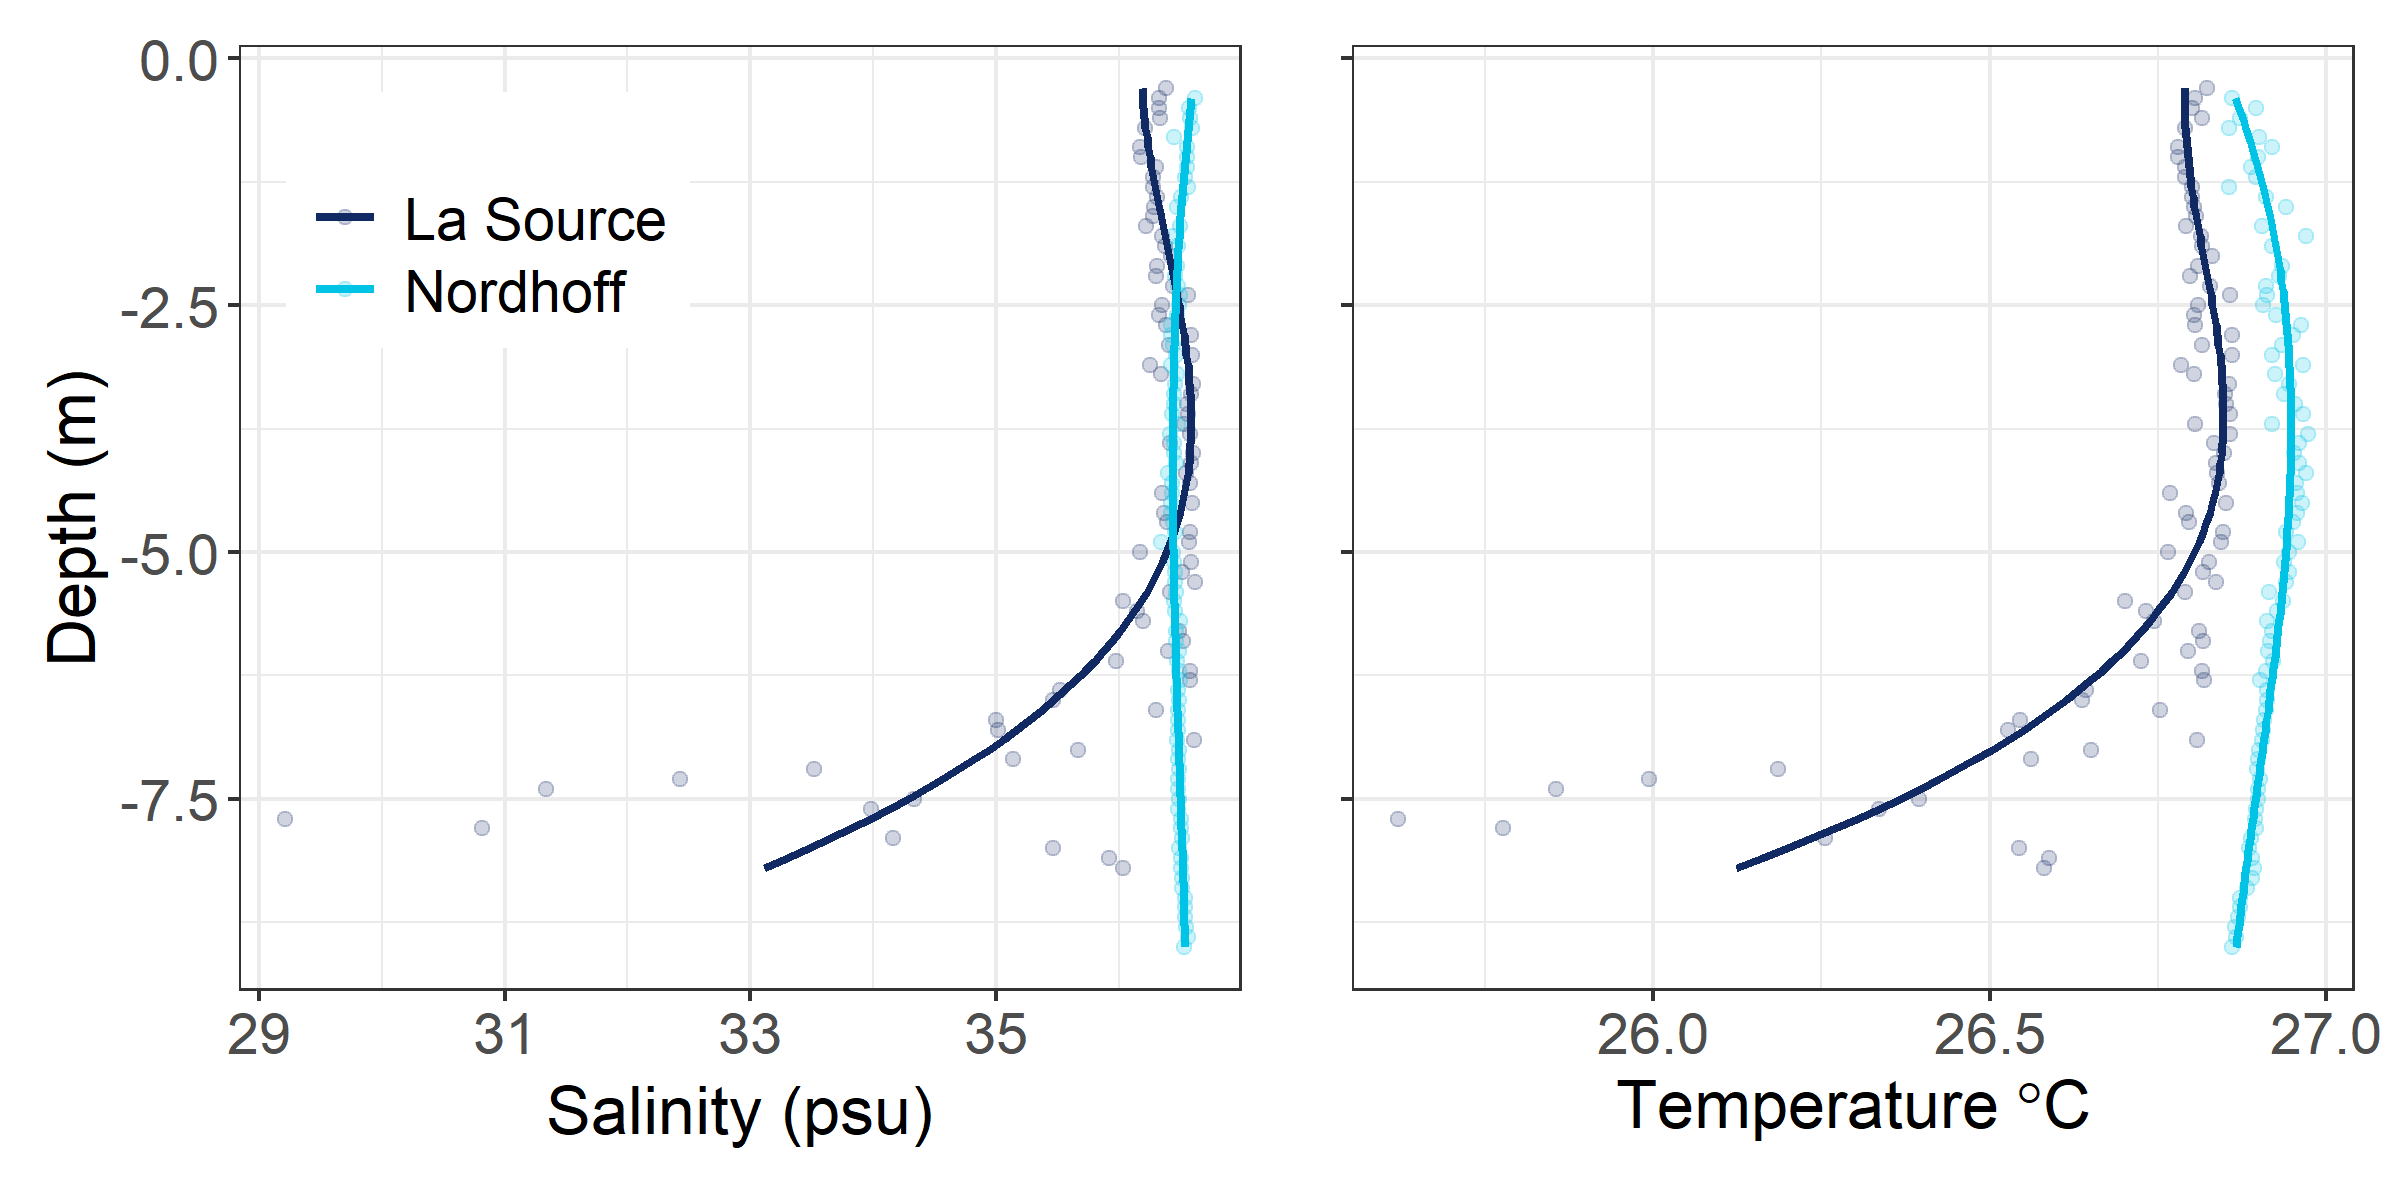 0.0
-2.5
-5.0
-7.5
Depth (m)
La Source
Nordhoff
29 31 33 35
Salinity (psu)
26.0 26.5 27.0
Temperature °C